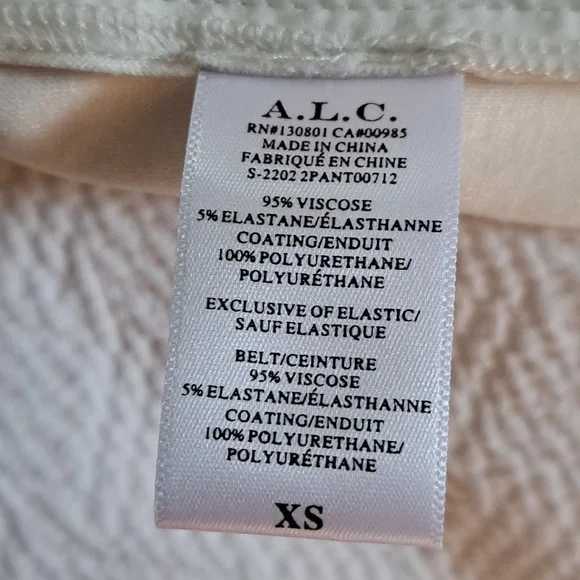 A.L.C.
RN#130801 CA#00985
MADE IN CHINA
FABRIQUÉ EN CHINE
S-2202 2PANT00712
95% VISCOSE
5% ELASTANE/ÉLASTHANNE
COATING/ENDUIT
100% POLYURETHANE/
POLYURÉTHANE
EXCLUSIVE OF ELASTIC/
SAUF ELASTIQUE
BELT/CEINTURE
95% VISCOSE
5% ELASTANE/ÉLASTHANNE
COATING/ENDUIT
100% POLYURETHANE/
POLYURÉTHANE
XS